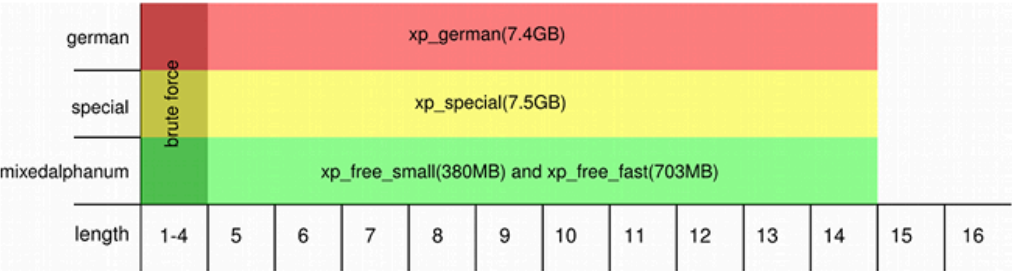 german
xp_german(7.4GB)
special
xp_special(7.5GB)
brute force
mixedalphanum
xp_free_small(380MB) and xp_free_fast(703MB)
length 1-4 5 6 7 8 9 10 11 12 13 14 15 16